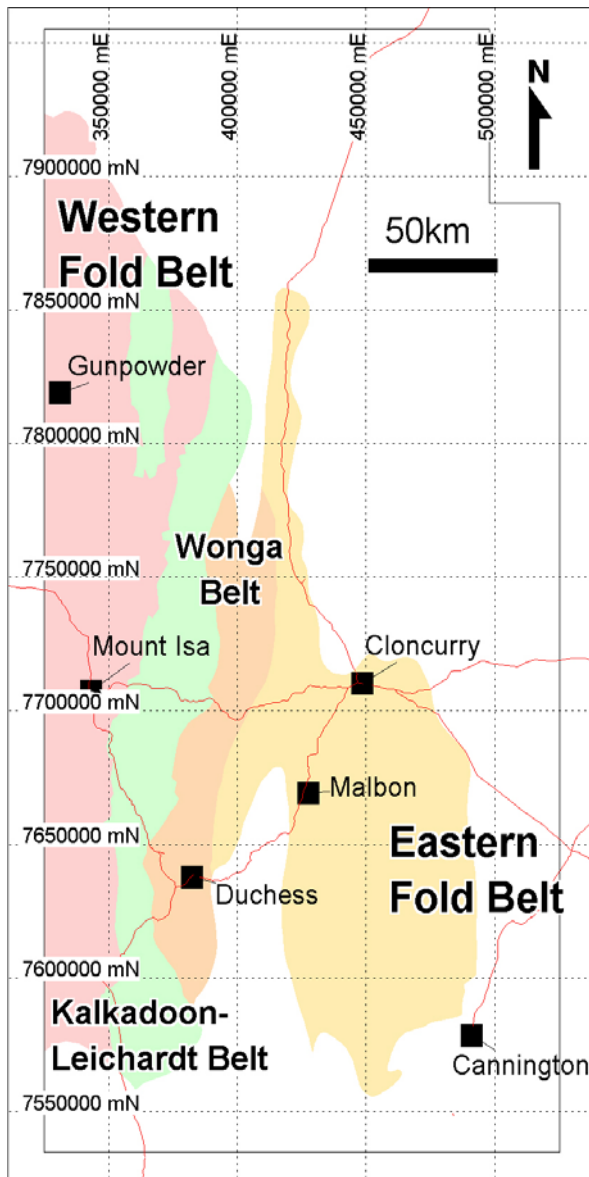 350000 mE
400000 mE
450000 mE
500000 mE
N
7900000 mN
Western
Fold Belt
50km
7850000 mN
Gunpowder
7800000 mN
Wonga
Belt
7750000 mN
Mount Isa
Cloncurry
7700000 mN
Malbon
7650000 mN
Eastern
Fold Belt
Duchess
7600000 mN
Kalkadoon-
Leichardt Belt
Cannington
7550000 mN